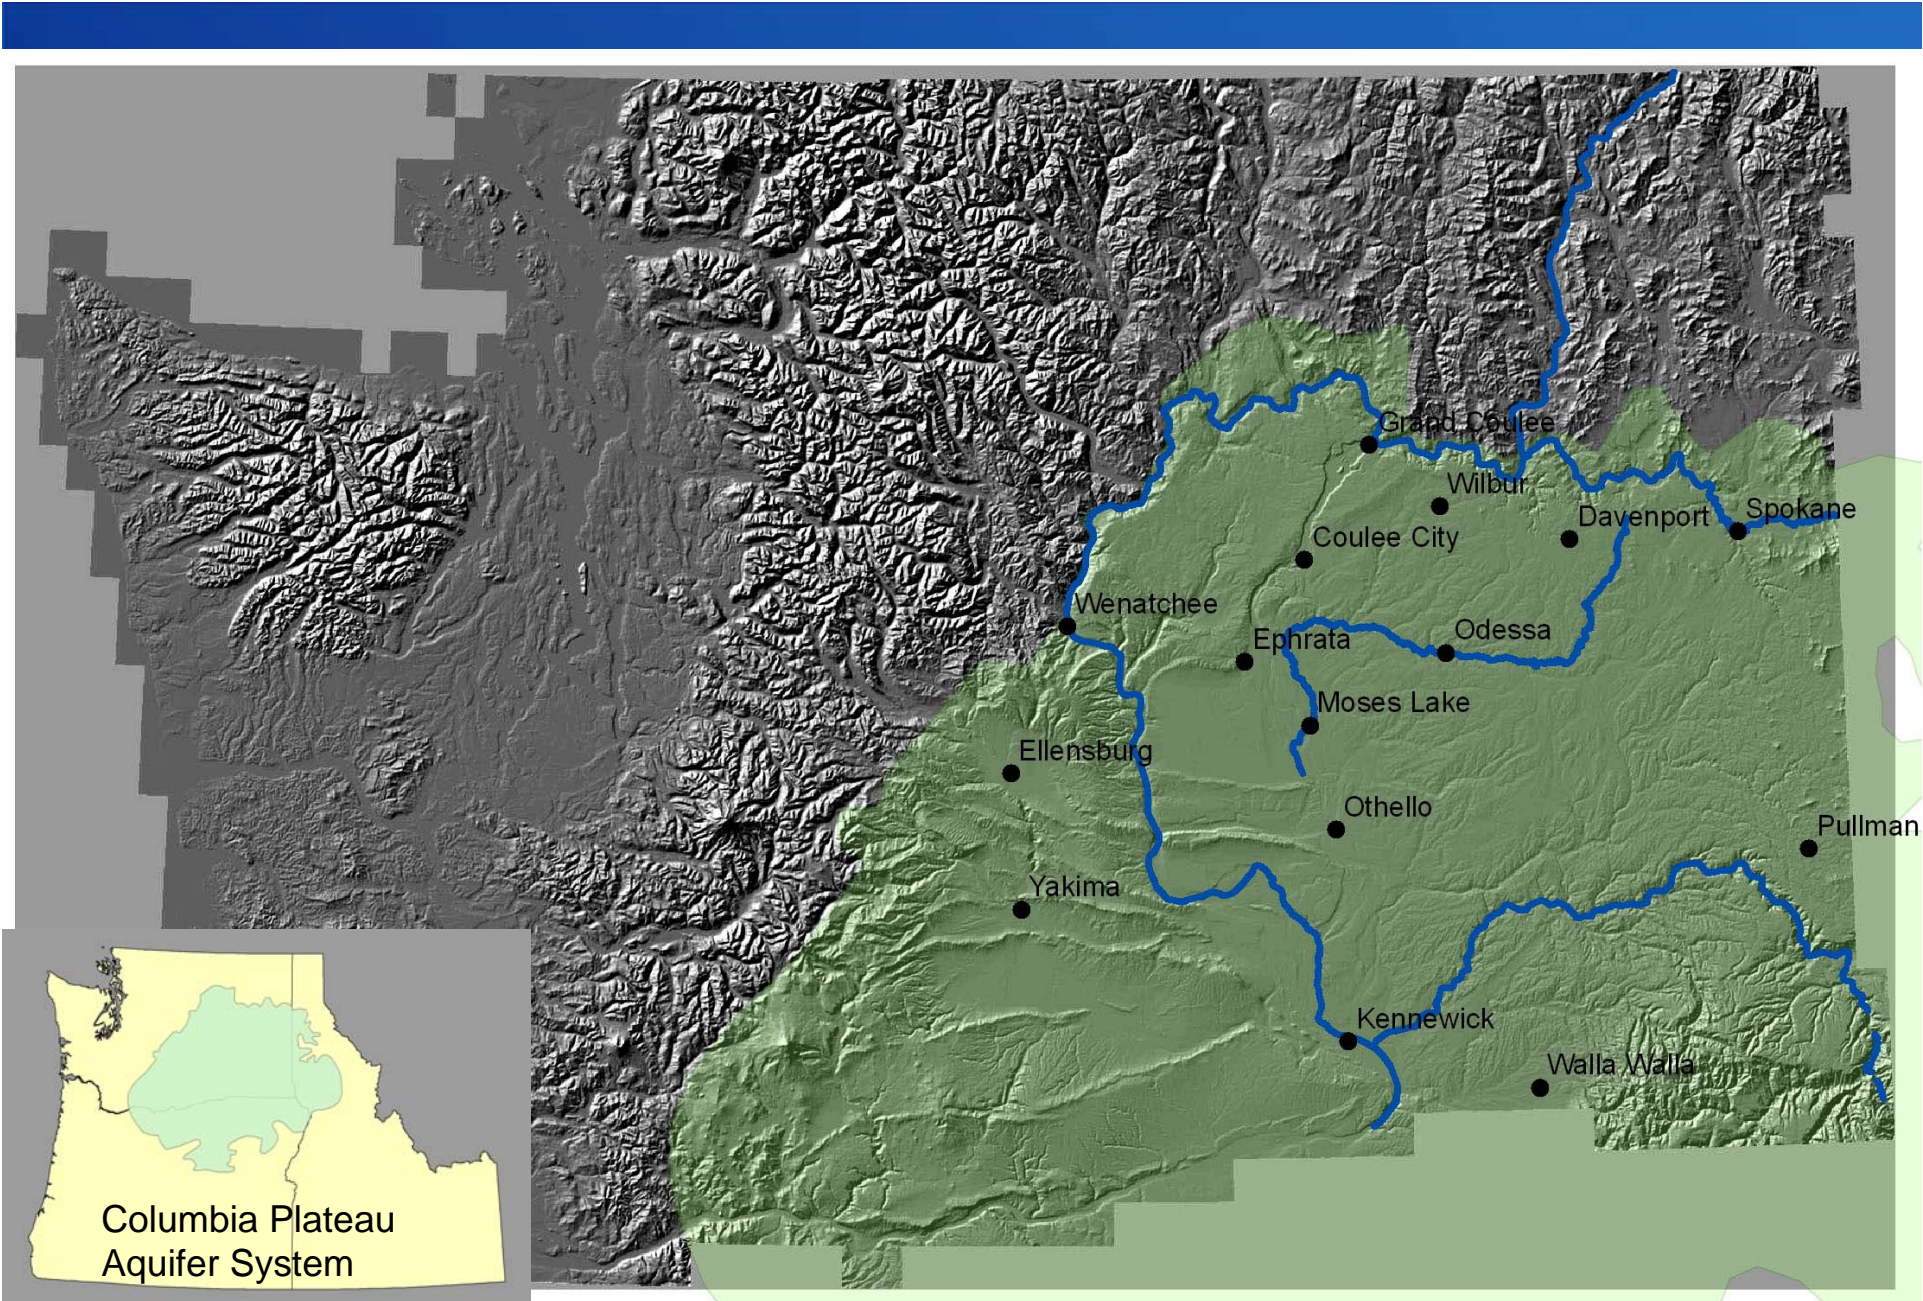 Grand Coulee
Wilbur
Davenport
Spokane
Coulee City
Wenatchee
Ephrata
Odessa
Moses Lake
Ellensburg
Othello
Pullman
Yakima
Kennewick
Walla Walla
Columbia Plateau
Aquifer System